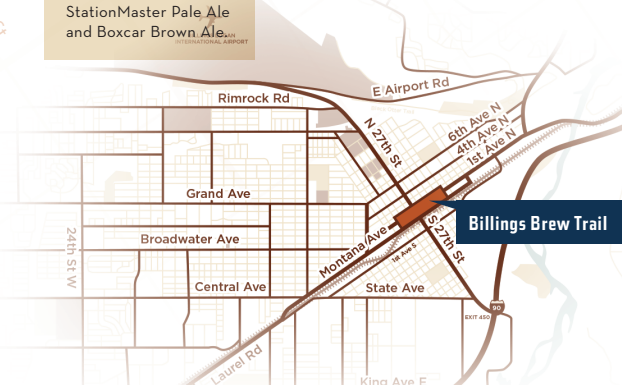 StationMaster Pale Ale
and Boxcar Brown Ale.
INTERNATIONAL AIRPORT
E Airport Rd
Rimrock Rd
N 27th St
6th Ave N
4th Ave N
1st Ave N
Grand Ave
Billings Brew Trail
S 27th St
24th St W
Broadwater Ave
Montana Ave
1st Ave S
Central Ave
State Ave
90
EXIT 450
Laurel Rd
King Ave E